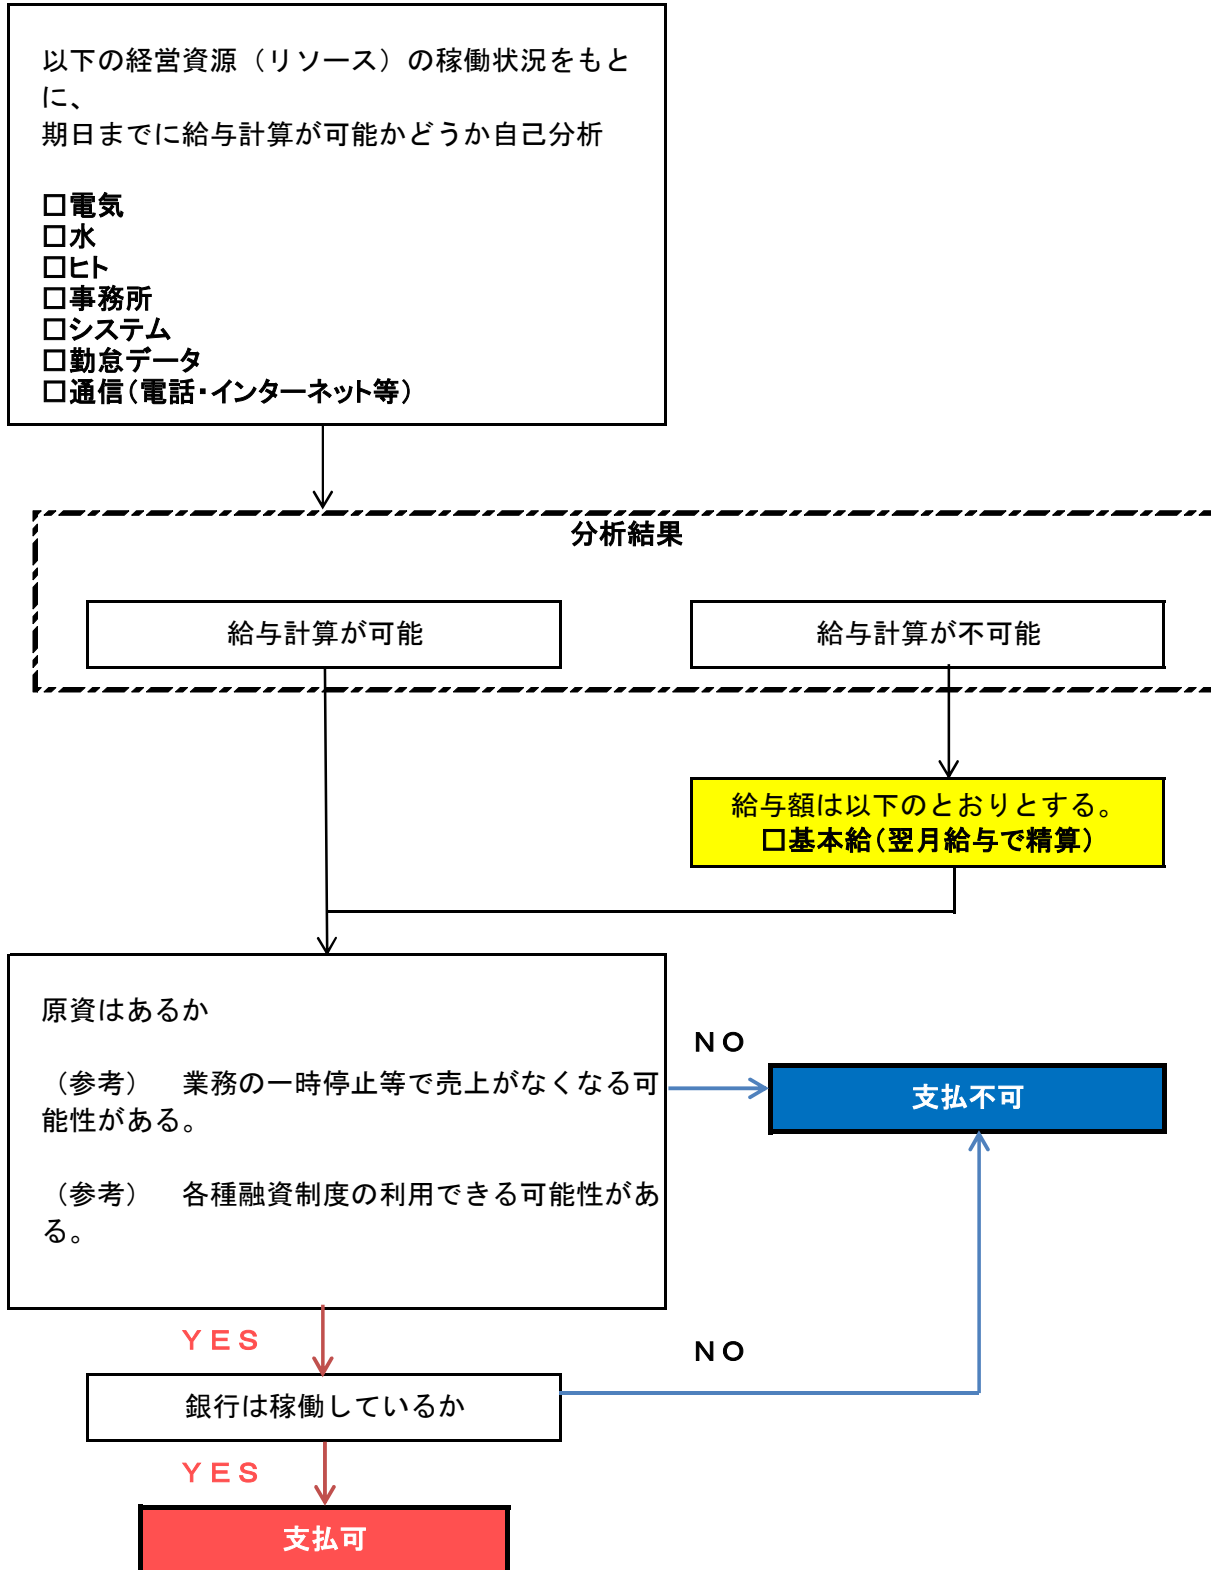 以下の経営資源（リソース）の稼働状況をもと
に、
期日までに給与計算が可能かどうか自己分析
□電気
□水
□ヒト
□事務所
□システム
□勤怠データ
□通信（電話・インターネット等）
分析結果
給与計算が可能
給与計算が不可能
給与額は以下のとおりとする。
□基本給（翌月給与で精算）
原資はあるか
（参考）　業務の一時停止等で売上がなくなる可
能性がある。
（参考）　各種融資制度の利用できる可能性があ
る。
ＮＯ
支払不可
ＹＥＳ
ＮＯ
銀行は稼働しているか
ＹＥＳ
支払可